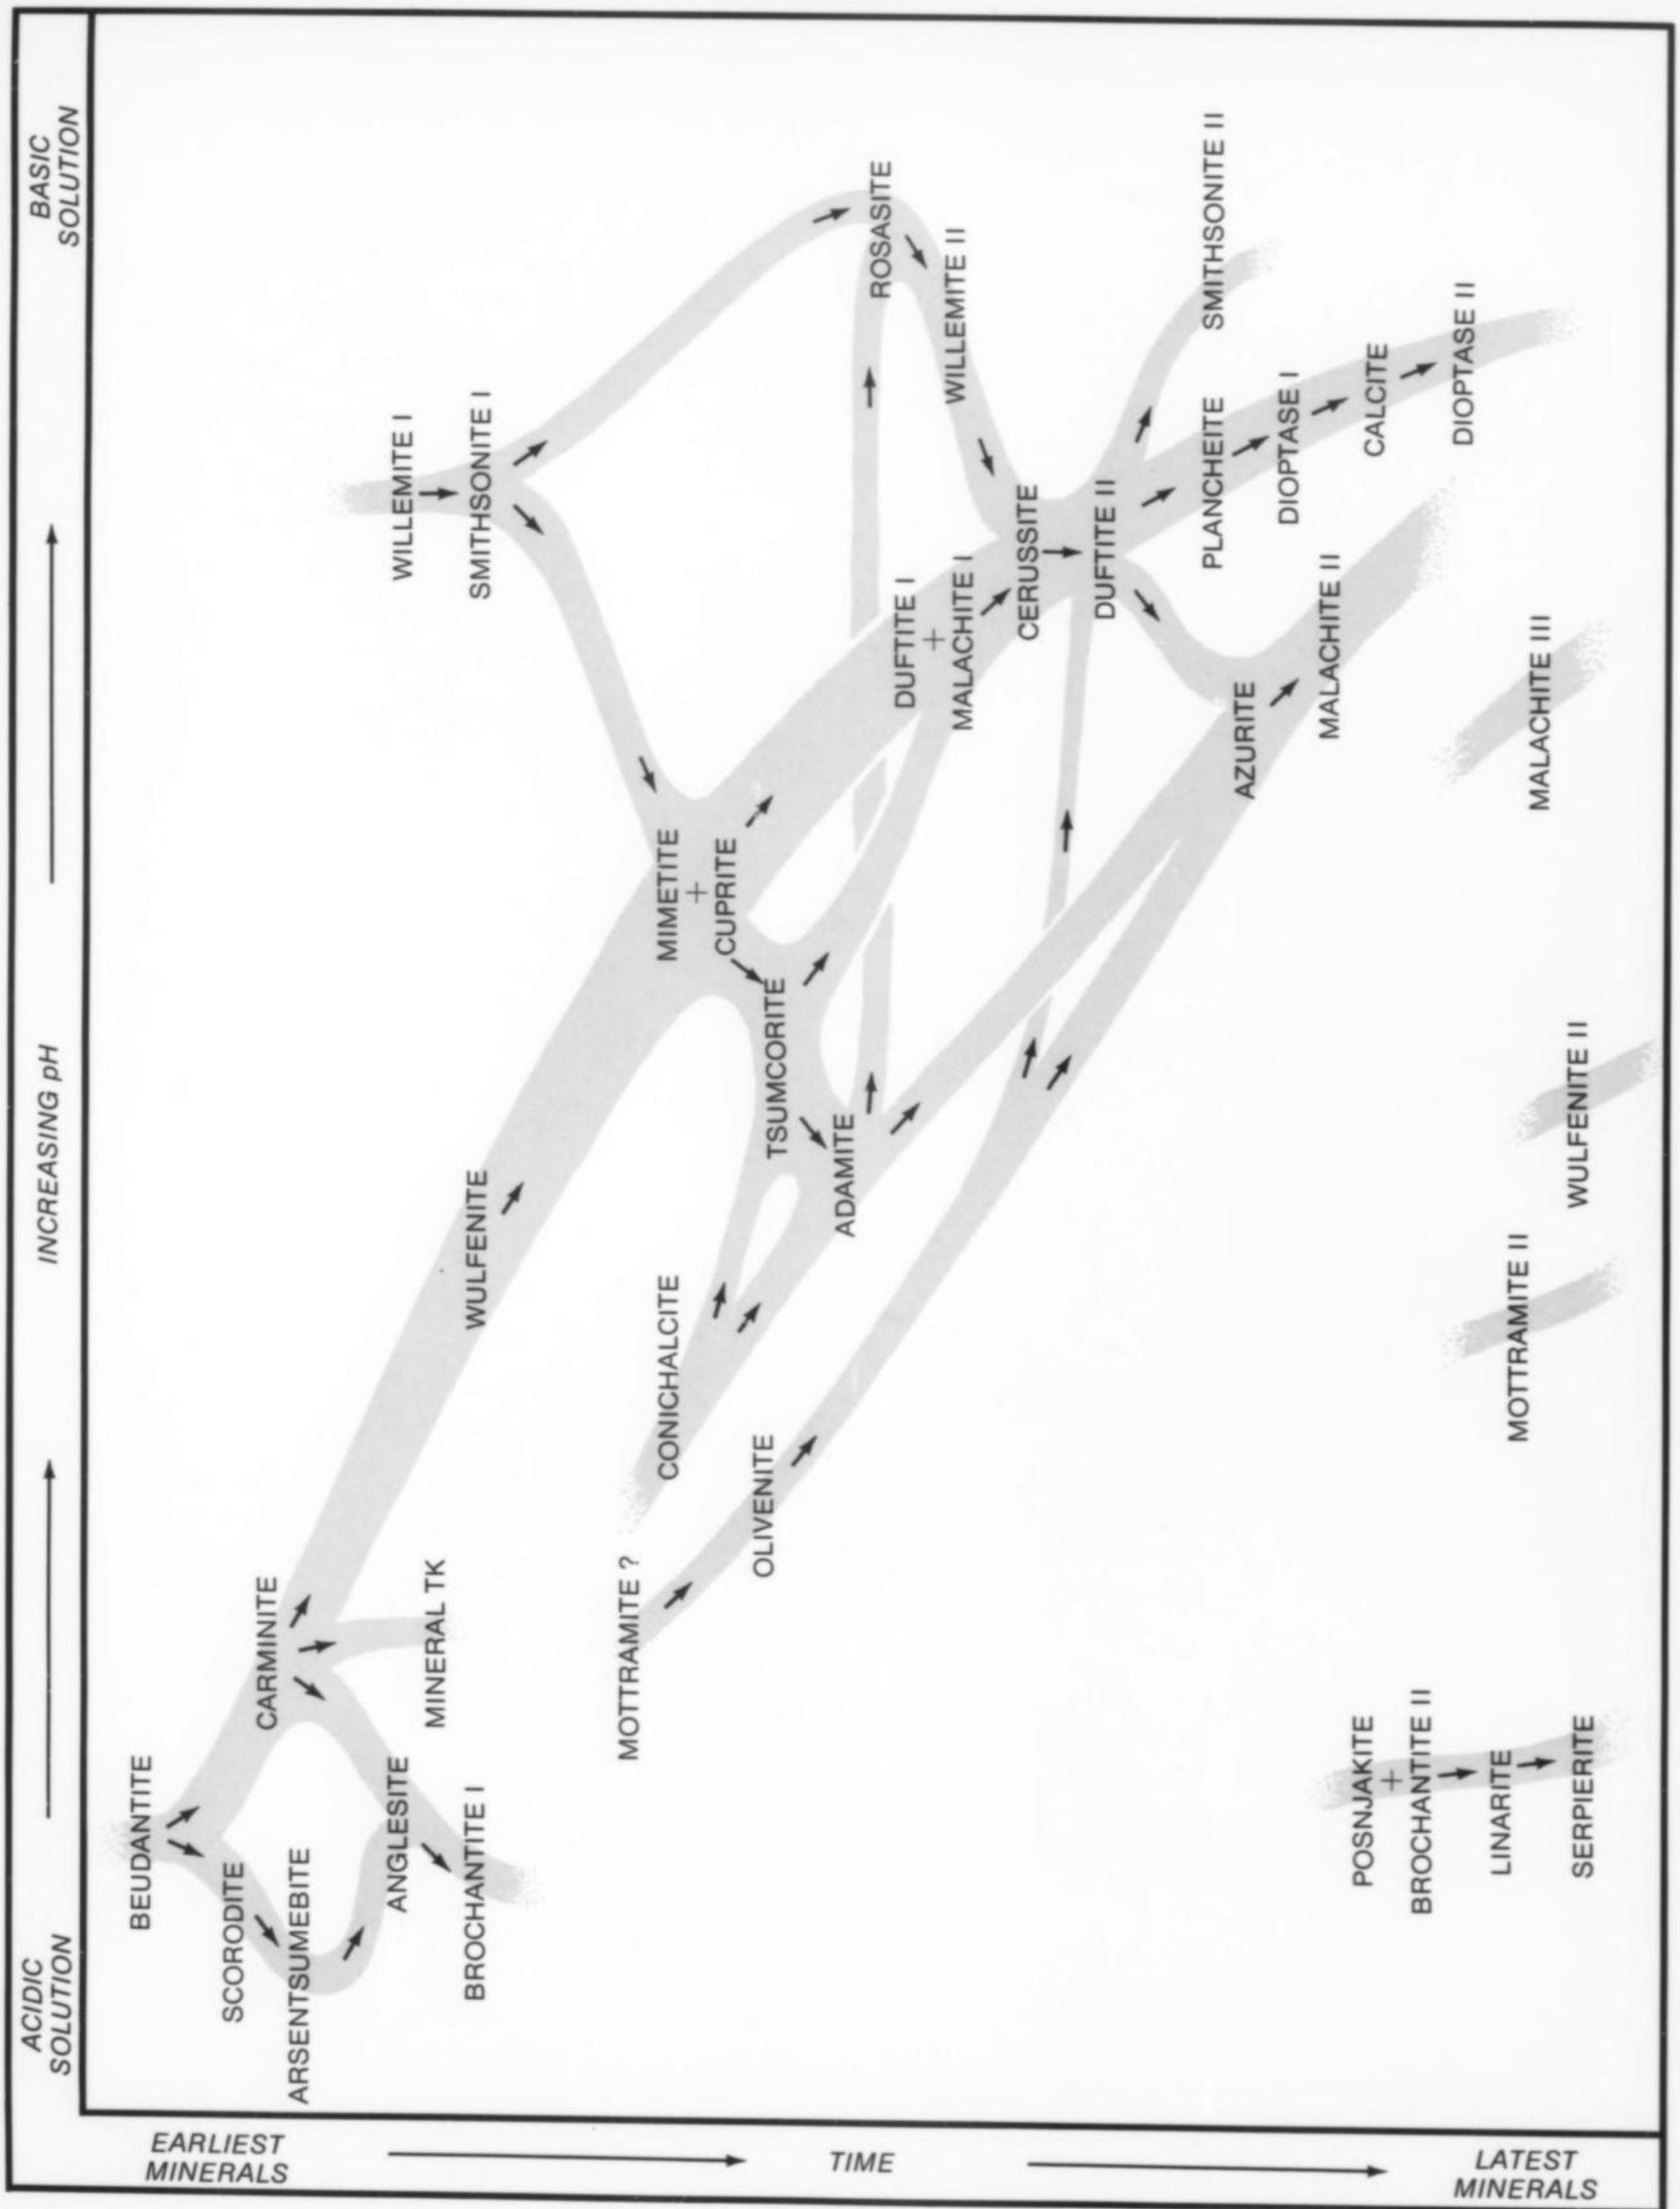 ACIDIC
SOLUTION
INCREASING pH
BASIC
SOLUTION
EARLIEST
MINERALS
TIME
LATEST
MINERALS
BEUDANTITE
SCORODITE
CARMINITE
ARSENTSUMEBITE
WILLEMITE I
ANGLESITE
MINERAL TK
BROCHANTITE I
WULFENITE
SMITHSONITE I
MOTTRAMITE ?
CONICHALCITE
MIMETITE
+
CUPRITE
OLIVENITE
TSUMCORITE
ADAMITE
ROSASITE
DUFTITE I
+
MALACHITE I
WILLEMITE II
CERUSSITE
DUFTITE II
PLANCHEITE
SMITHSONITE II
AZURITE
DIOPTASE I
MALACHITE II
CALCITE
DIOPTASE II
POSNJAKITE
+
BROCHANTITE II
LINARITE
SERPIERITE
MOTTRAMITE II
MALACHITE III
WULFENITE II